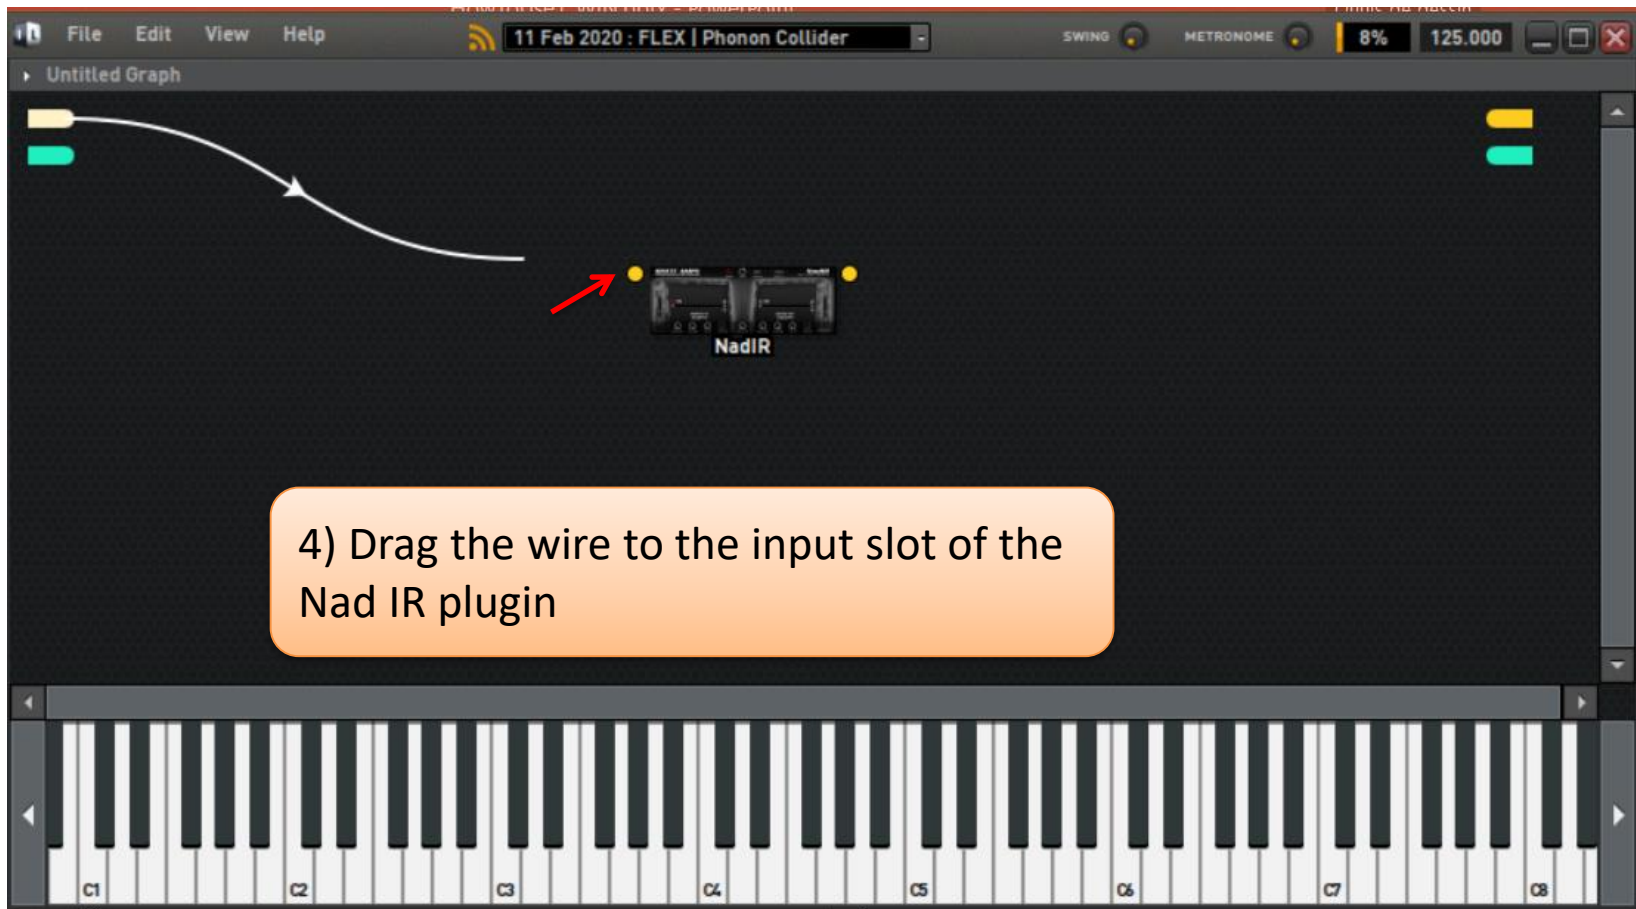 File Edit View Help 11 Feb 2020 : FLEX | Phonon Collider SWING METRONOME 8% 125.000
Untitled Graph
NadIR
4) Drag the wire to the input slot of the
Nad IR plugin
C1 C2 C3 C4 C5 C6 C7 C8